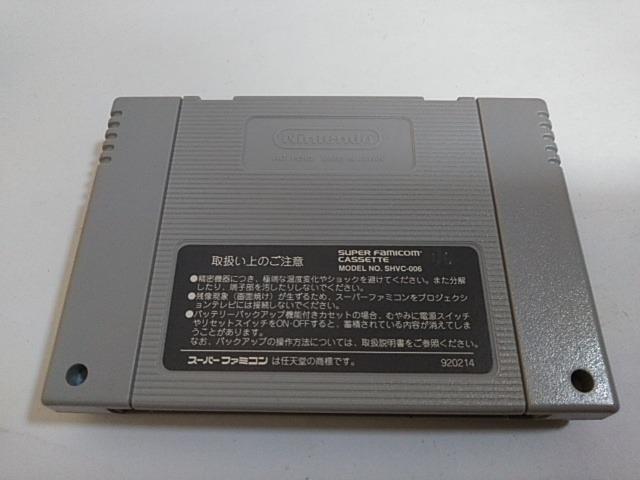 Nintendo
PAT. PEND. MADE IN JAPAN
取扱い上のご注意
SUPER FAMICOM
CASSETTE
MODEL NO. SHVC-006
●精密機器につき、極端な温度変化やショックを避けてください。また分解
したり、端子部を汚したりしないでください。
●残像現象(画面焼け)が生ずるため、スーパーファミコンをプロジェクシ
ョンテレビには接続しないでください。
●バッテリーバックアップ機能付きカセットの場合、むやみに電源スイッチ
やリセットスイッチをON-OFFすると、蓄積されている内容が消えてしま
うことがあります。
なお、バックアップの操作方法については、取扱説明書をご参照ください。
スーパーファミコン は任天堂の商標です。
920214